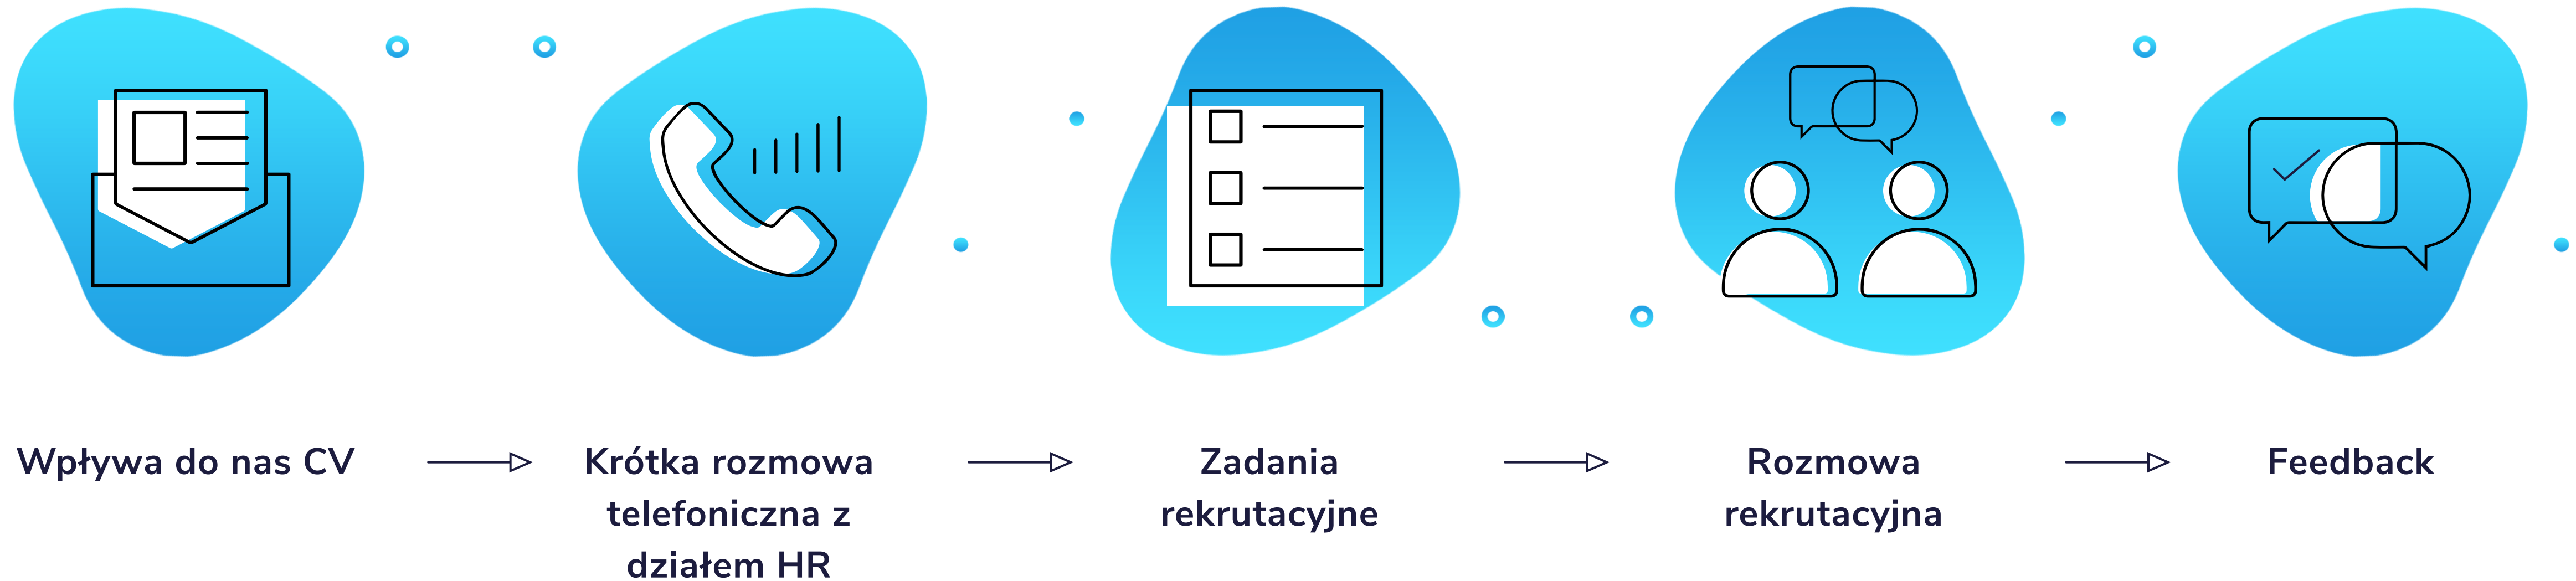 Wpływa do nas CV
Krótka rozmowa
telefoniczna z
działem HR
Zadania
rekrutacyjne
Rozmowa
rekrutacyjna
Feedback